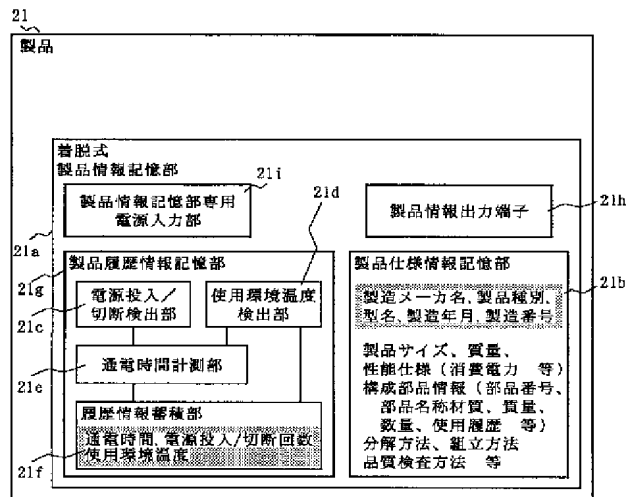 21
製品
着脱式
製品情報記憶部
21i
製品情報記憶部専用
電源入力部
21d
製品情報出力端子
21h
21a
製品履歴情報記憶部
21g
電源投入/
切断検出部
21c
使用環境温度
検出部
通電時間計測部
21e
履歴情報蓄積部
通電時間、電源投入/切断回数
使用環境温度
21f
製品仕様情報記憶部
21b
製造メーカ名、製品種別、
型名、製造年月、製造番号
製品サイズ、質量、
性能仕様(消費電力 等)
構成部品情報(部品番号、
部品名称材質、質量、
数量、使用履歴 等)
分解方法、組立方法
品質検査方法 等